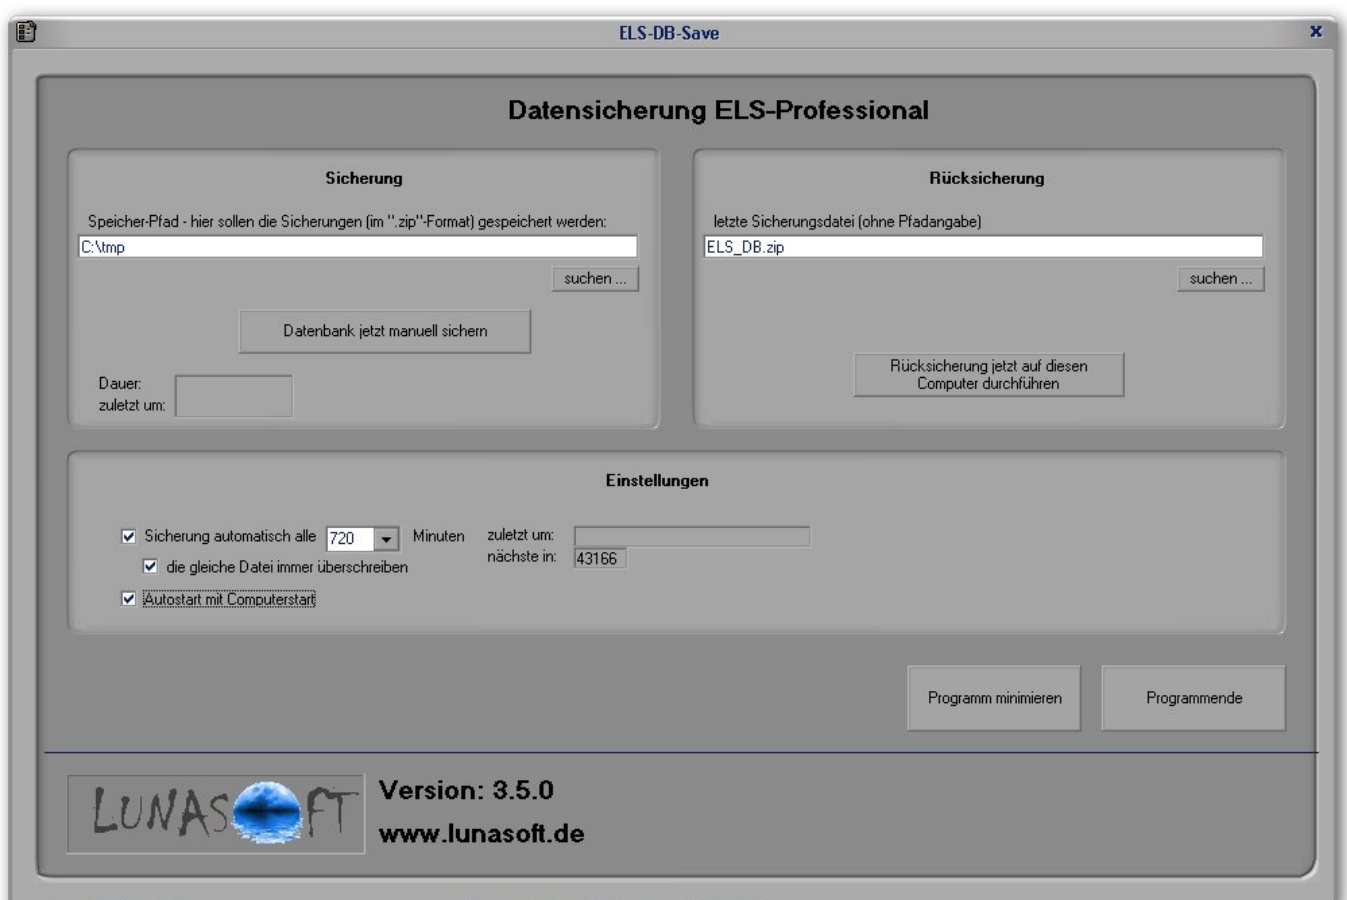 ELS-DB-Save
Datensicherung ELS-Professional
Sicherung
Speicher-Pfad - hier sollen die Sicherungen (im ".zip"-Format) gespeichert werden:
C:\tmp
suchen ...
Datenbank jetzt manuell sichern
Dauer:
zuletzt um:
Rücksicherung
letzte Sicherungsdatei (ohne Pfadangabe)
ELS_DB.zip
suchen ...
Rücksicherung jetzt auf diesen
Computer durchführen
Einstellungen
Sicherung automatisch alle 720 Minuten
zuletzt um:
nächste in: 43166
die gleiche Datei immer überschreiben
Autostart mit Computerstart
Programm minimieren
Programmende
LUNASOFT
Version: 3.5.0
www.lunasoft.de